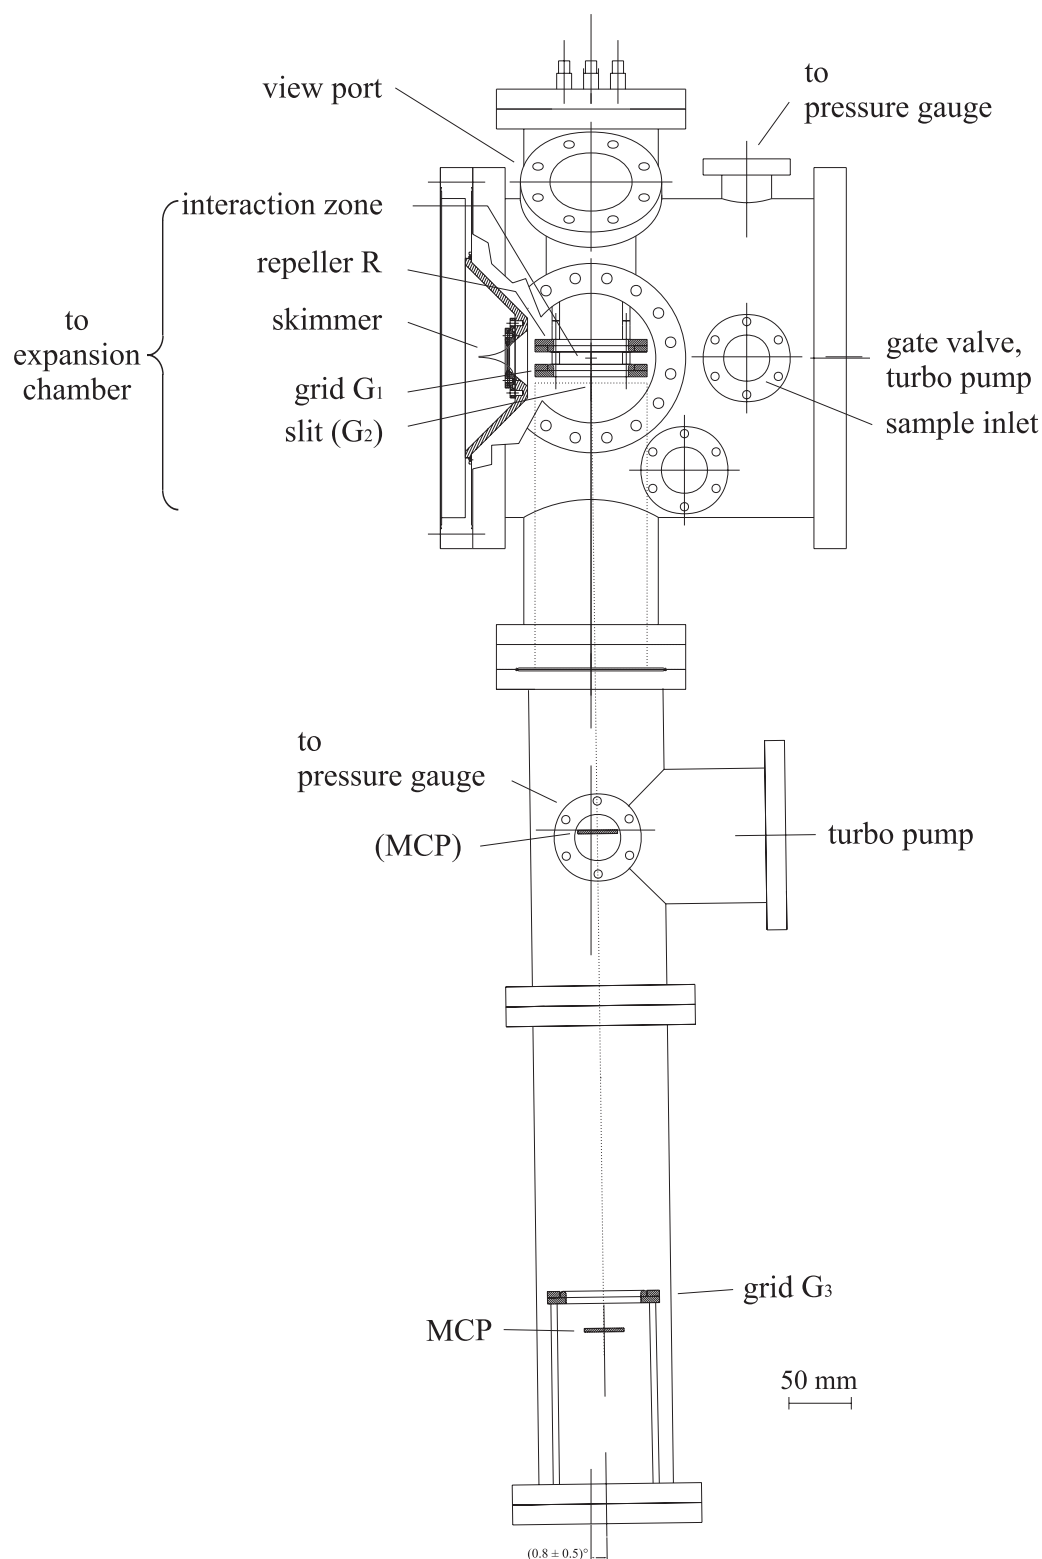 to
pressure gauge
view port
interaction zone
repeller R
skimmer
to
expansion
chamber
grid G1
slit (G2)
gate valve,
turbo pump
sample inlet
to
pressure gauge
(MCP)
turbo pump
grid G3
MCP
50 mm
(0.8 ± 0.5)°